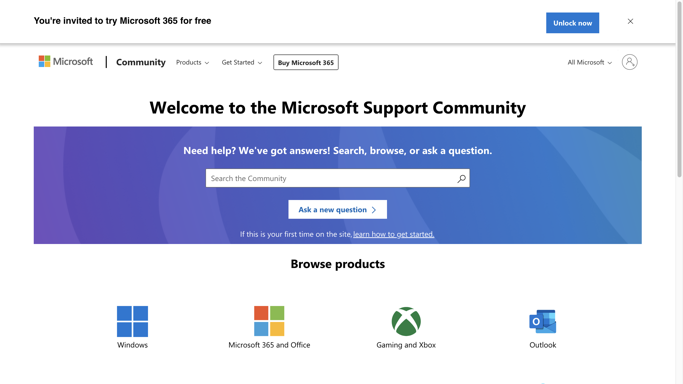 You're invited to try Microsoft 365 for free
Unlock now
Microsoft Community Products Get Started Buy Microsoft 365 All Microsoft
Welcome to the Microsoft Support Community
Need help? We've got answers! Search, browse, or ask a question.
Search the Community
Ask a new question
If this is your first time on the site, learn how to get started.
Browse products
Windows
Microsoft 365 and Office
Gaming and Xbox
Outlook